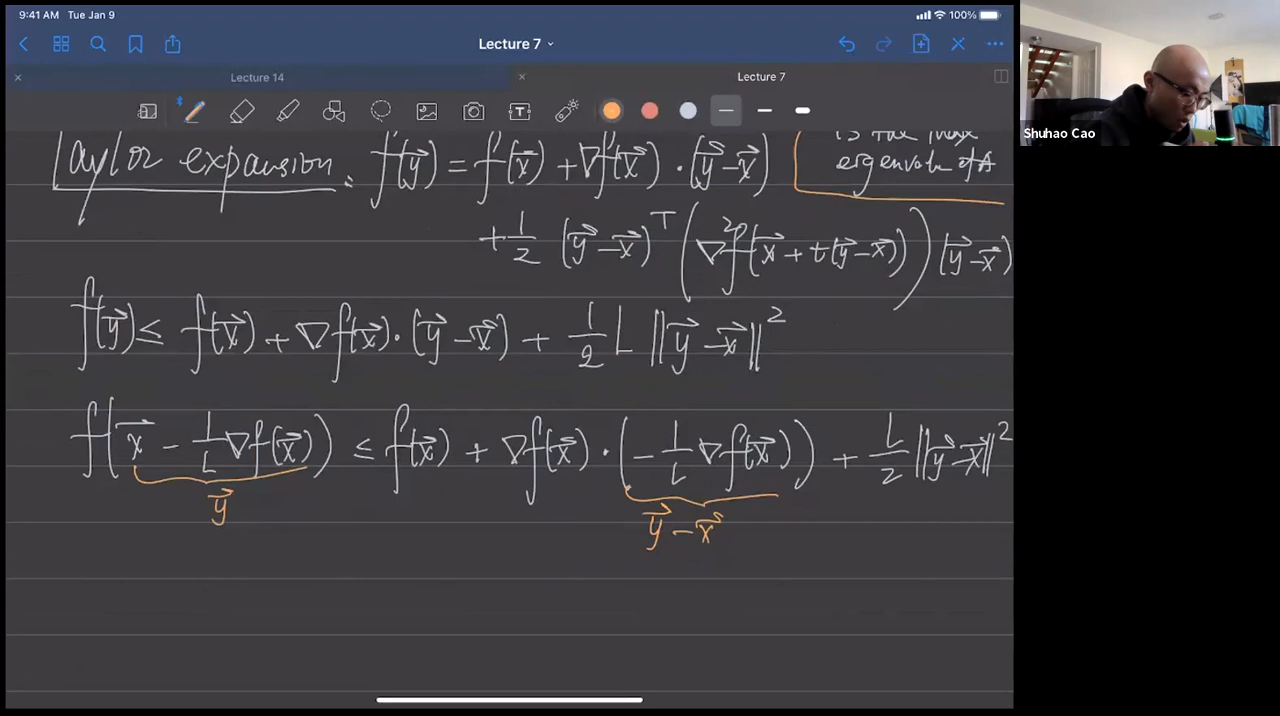 9:41 AM Tue Jan 9
100%
Lecture 7
Lecture 14
Lecture 7
Shuhao Cao
is the max
eigenvalue of A
Taylor expansion: f(y⃗) = f(x⃗) + ∇f(x⃗) · (y⃗ − x⃗)
+ 1/2 (y⃗ − x⃗)^T (∇²f(x⃗ + t(y⃗ − x⃗))) (y⃗ − x⃗)
f(y⃗) ≤ f(x⃗) + ∇f(x⃗) · (y⃗ − x⃗) + 1/2 L ‖y⃗ − x⃗‖²
f(x⃗ − 1/L ∇f(x⃗)) ≤ f(x⃗) + ∇f(x⃗) · (− 1/L ∇f(x⃗)) + L/2 ‖y⃗ − x⃗‖²
y⃗
y⃗ − x⃗